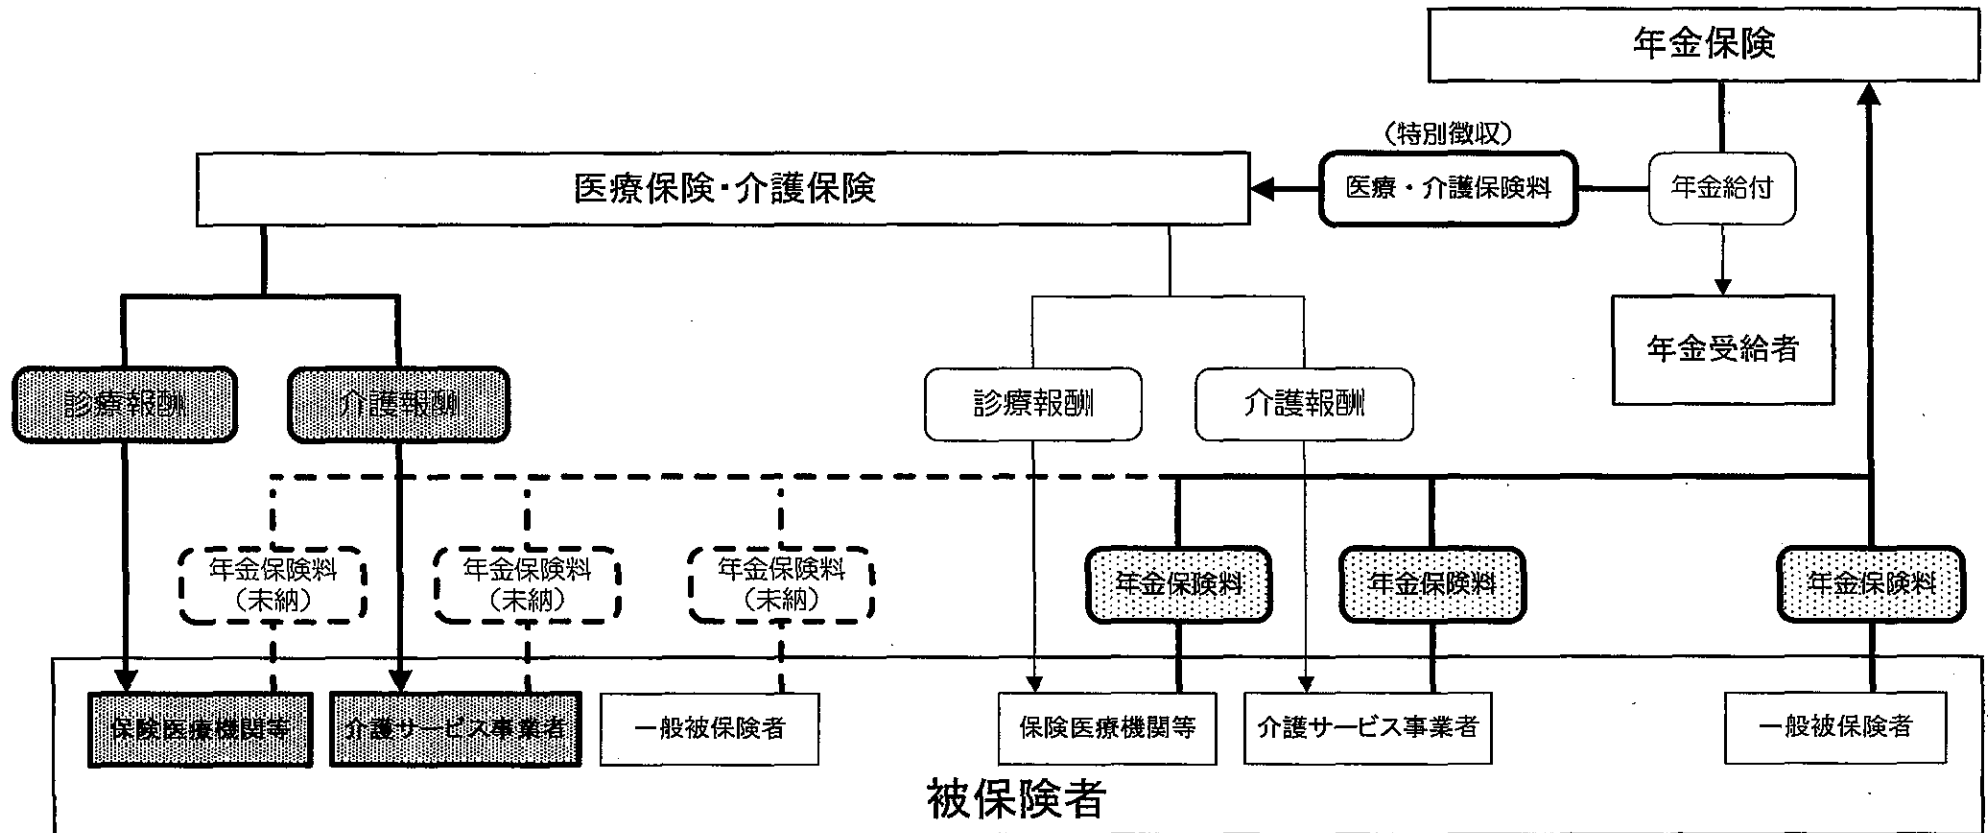 年金保険
(特別徴収)
医療保険・介護保険
医療・介護保険料
年金給付
年金受給者
診療報酬
介護報酬
診療報酬
介護報酬
年金保険料
(未納)
年金保険料
(未納)
年金保険料
(未納)
年金保険料
年金保険料
年金保険料
保険医療機関等
介護サービス事業者
一般被保険者
保険医療機関等
介護サービス事業者
一般被保険者
被保険者